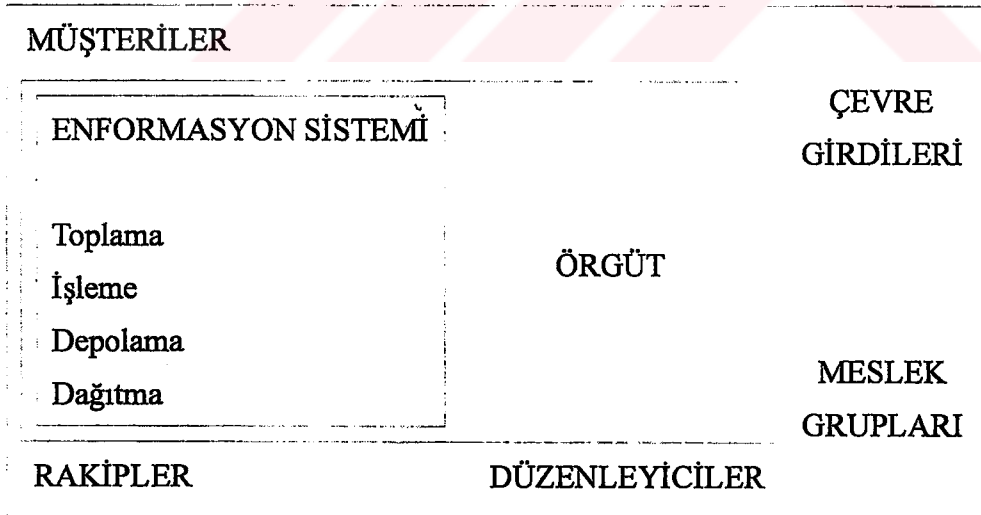 MÜŞTERİLER
ENFORMASYON SİSTEMİ
Toplama
İşleme
Depolama
Dağıtma
ÖRGÜT
ÇEVRE
GİRDİLERİ
MESLEK
GRUPLARI
RAKİPLER
DÜZENLEYİCİLER